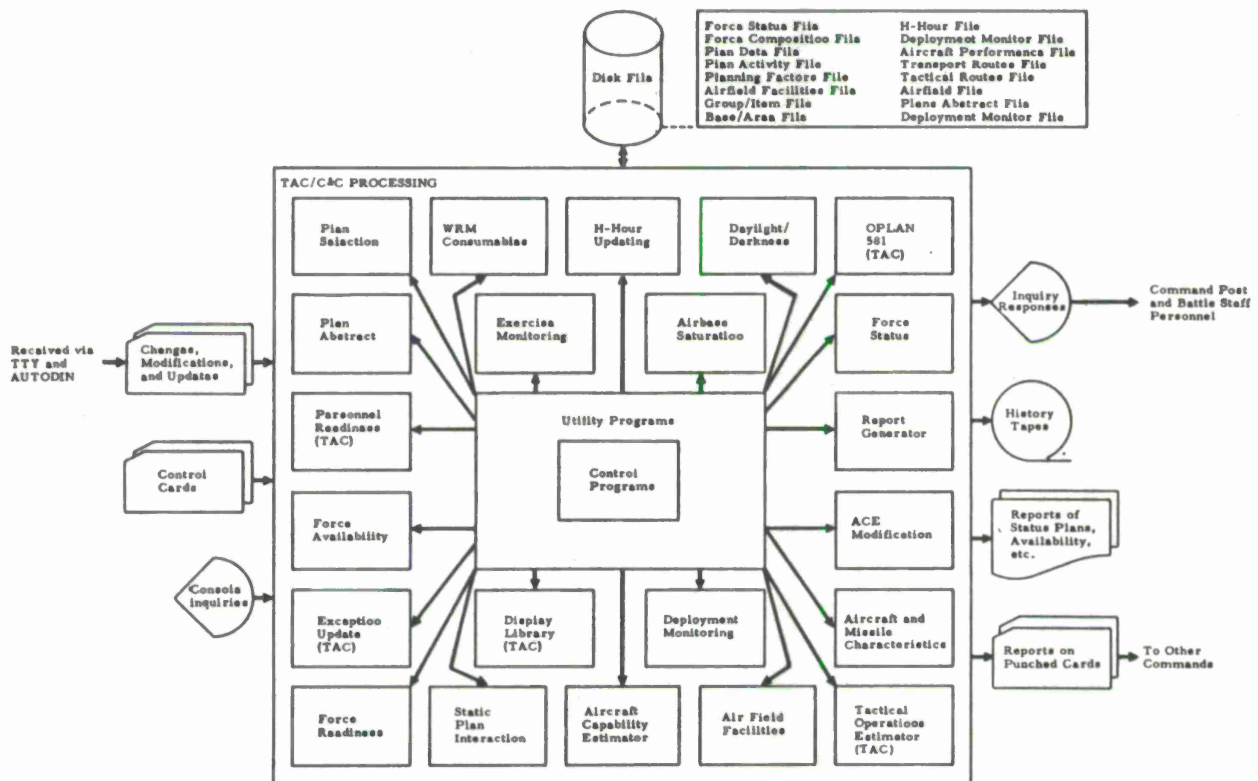 Force Status File
Force Composition File
Plan Data File
Plan Activity File
Planning Factors File
Airfield Facilities File
Group/Item File
Base/Area File
H-Hour File
Deployment Monitor File
Aircraft Performance File
Transport Routes File
Tactical Routes File
Airfield File
Plans Abstract File
Deployment Monitor File
Disk File
TAC/C&C PROCESSING
Plan
Selection
WRM
Consumables
H-Hour
Updating
Daylight/
Darkness
OPLAN
581
(TAC)
Plan
Abstract
Exercise
Monitoring
Airbase
Saturation
Force
Status
Received via
TTY and
AUTODIN
Changes,
Modifications,
and Updates
Inquiry
Responses
Command Post
and Battle Staff
Personnel
Personnel
Readiness
(TAC)
Utility Programs
Control
Programs
Report
Generator
History
Tapes
Control
Cards
Force
Availability
ACE
Modification
Reports of
Status Plans,
Availability,
etc.
Console
inquiries
Exception
Update
(TAC)
Display
Library
(TAC)
Deployment
Monitoring
Aircraft and
Missile
Characteristics
Reports on
Punched Cards
To Other
Commands
Force
Readiness
Static
Plan
Interaction
Aircraft
Capability
Estimator
Air Field
Facilities
Tactical
Operations
Estimator
(TAC)